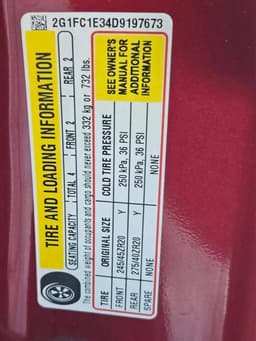 2G1FC1E34D9197673
TIRE AND LOADING INFORMATION
SEATING CAPACITY TOTAL 4 FRONT 2 REAR 2
The combined weight of occupants and cargo should never exceed 332 kg or 732 lbs.
TIRE ORIGINAL SIZE COLD TIRE PRESSURE
FRONT 245/45ZR20 Y 250 kPa, 36 PSI
REAR 275/40ZR20 Y 250 kPa, 36 PSI
SPARE NONE NONE
SEE OWNER'S
MANUAL FOR
ADDITIONAL
INFORMATION